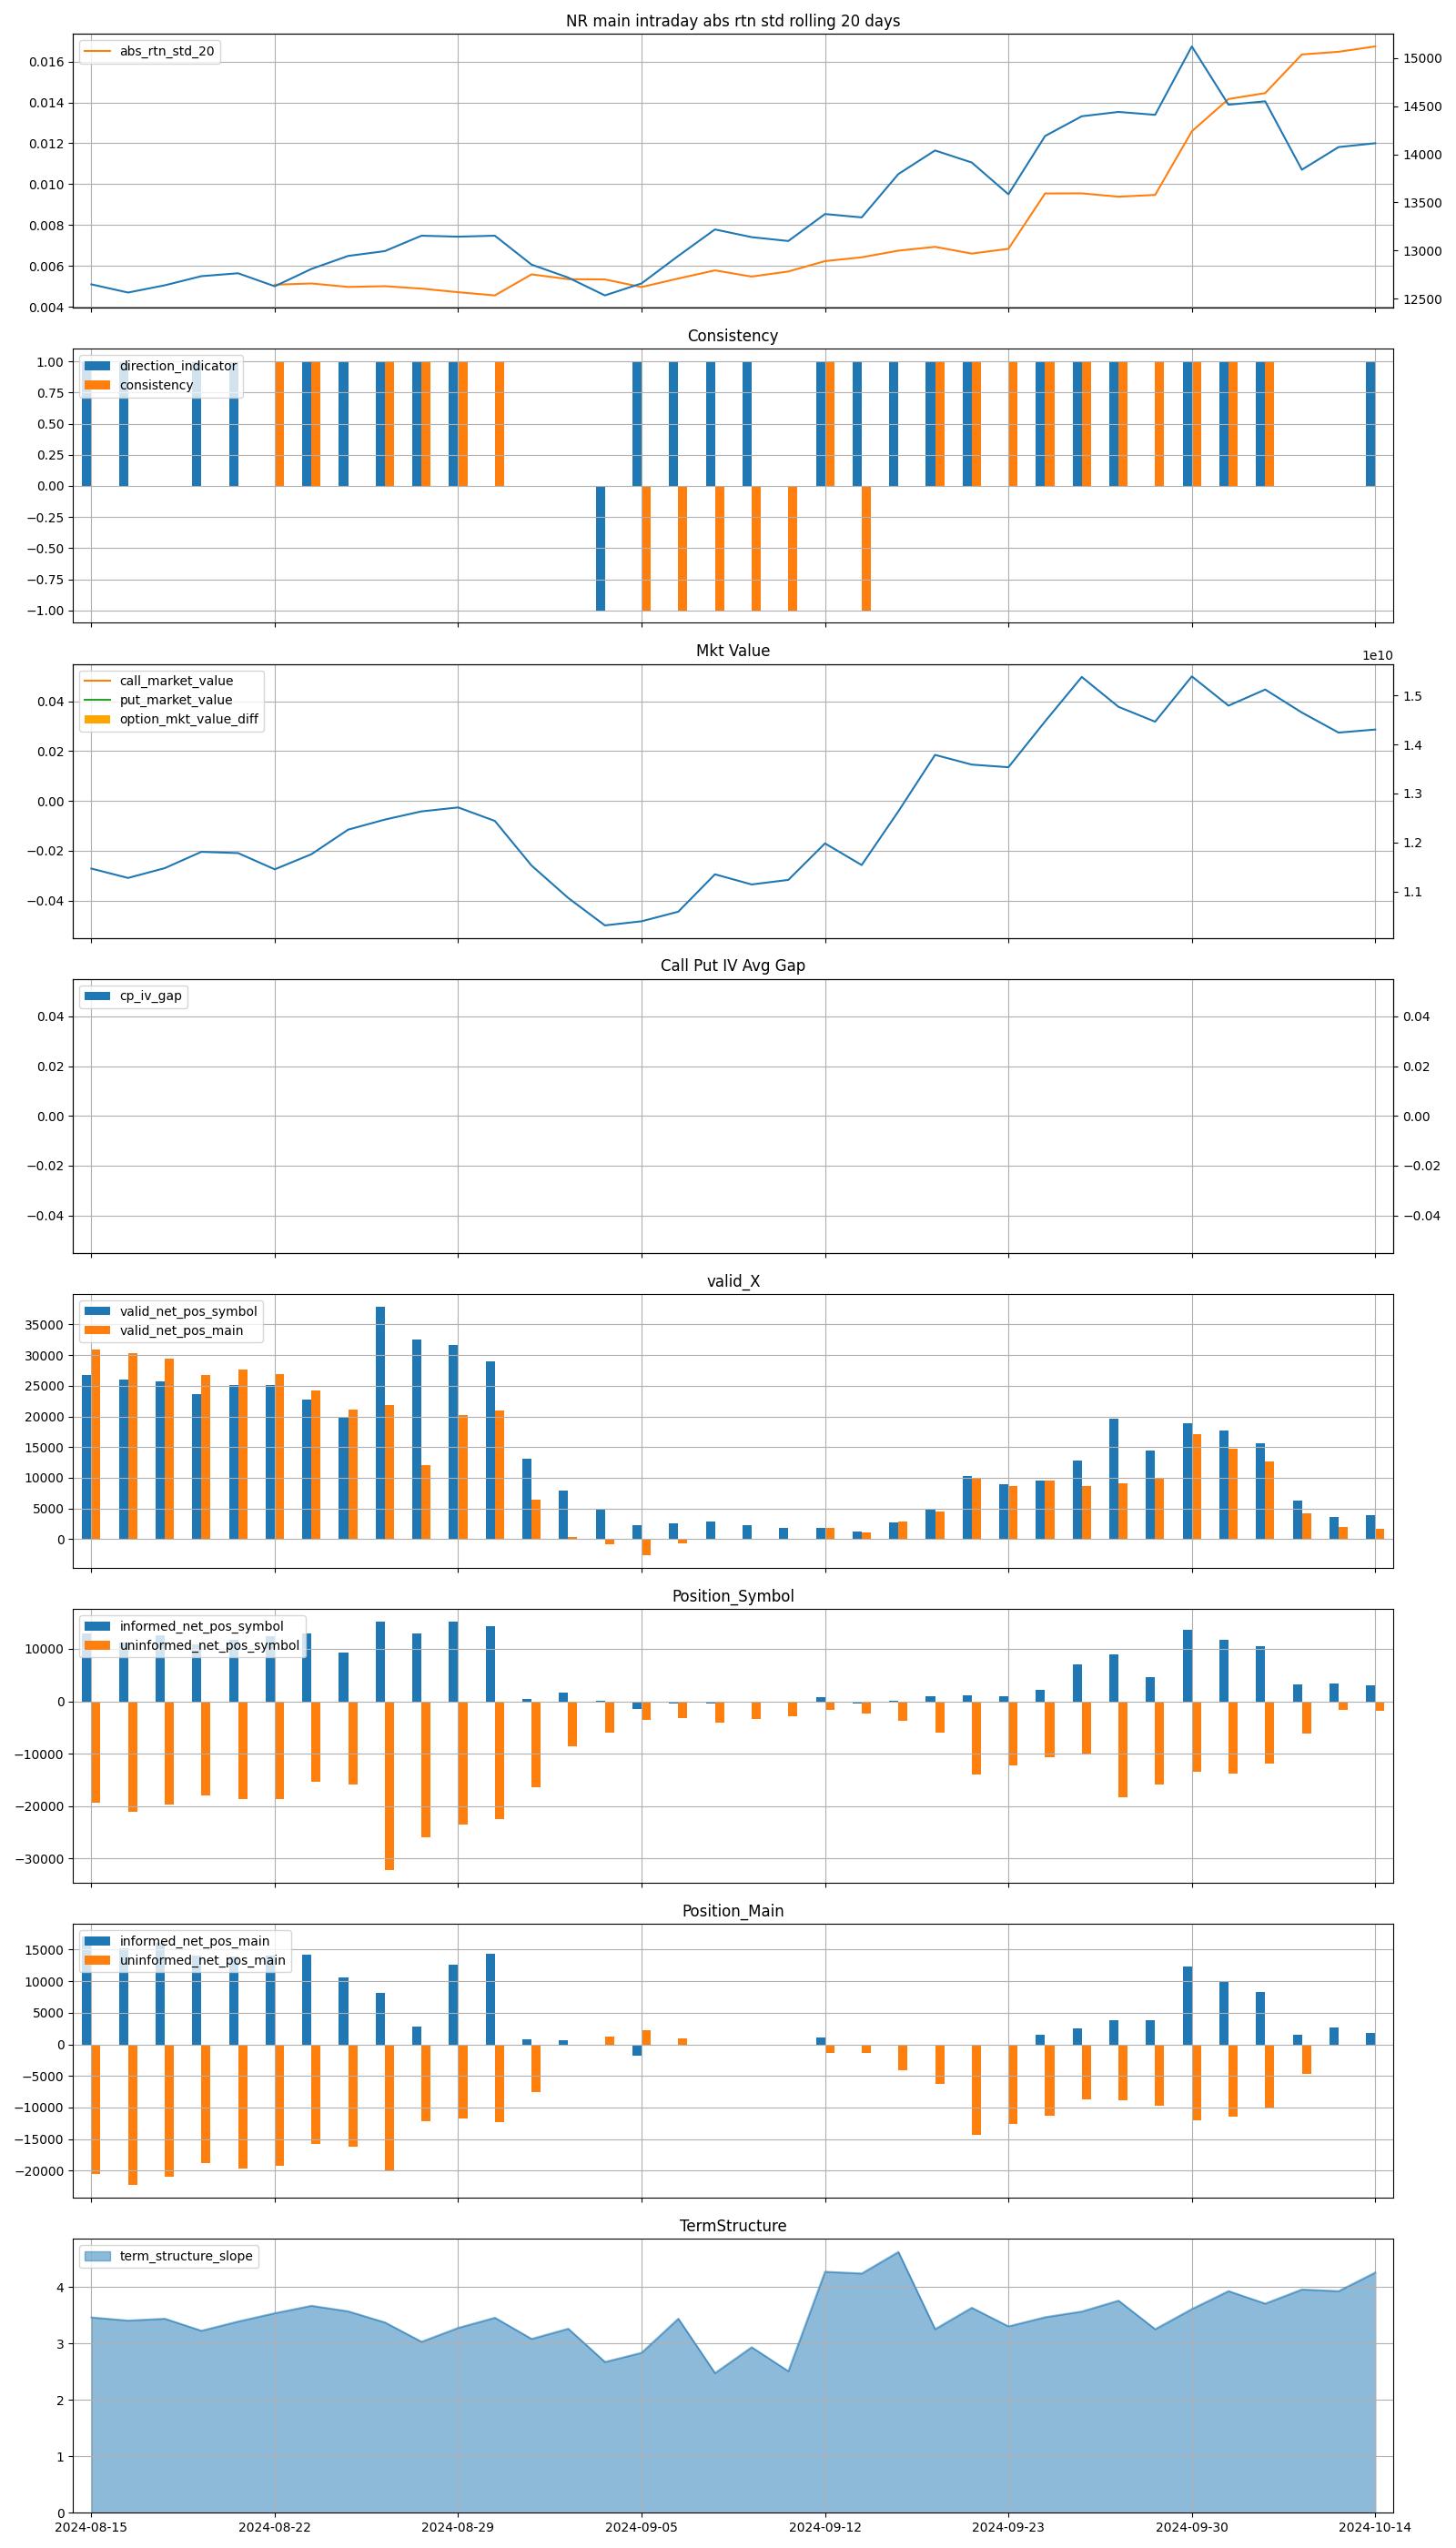 NR main intraday abs rtn std rolling 20 days
abs_rtn_std_20
0.016
0.014
0.012
0.010
0.008
0.006
0.004
15000
14500
14000
13500
13000
12500
Consistency
direction_indicator
consistency
1.00
0.75
0.50
0.25
0.00
−0.25
−0.50
−0.75
−1.00
Mkt Value
1e10
call_market_value
put_market_value
option_mkt_value_diff
0.04
0.02
0.00
−0.02
−0.04
1.5
1.4
1.3
1.2
1.1
Call Put IV Avg Gap
cp_iv_gap
0.04
0.02
0.00
−0.02
−0.04
0.04
0.02
0.00
−0.02
−0.04
valid_X
valid_net_pos_symbol
valid_net_pos_main
35000
30000
25000
20000
15000
10000
5000
0
Position_Symbol
informed_net_pos_symbol
uninformed_net_pos_symbol
10000
0
−10000
−20000
−30000
Position_Main
informed_net_pos_main
uninformed_net_pos_main
15000
10000
5000
0
−5000
−10000
−15000
−20000
TermStructure
term_structure_slope
4
3
2
1
0
2024-08-15 2024-08-22 2024-08-29 2024-09-05 2024-09-12 2024-09-23 2024-09-30 2024-10-14